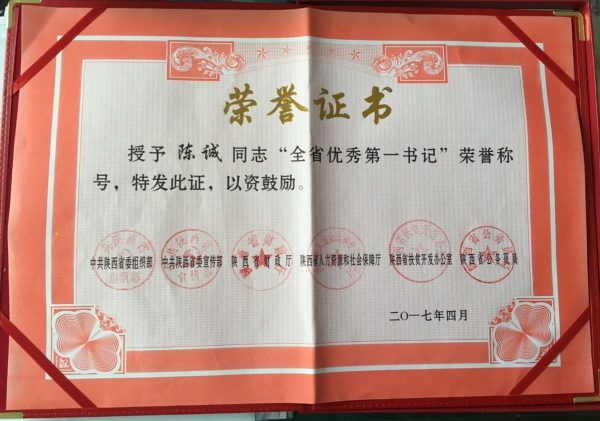 荣誉证书
授予 陈诚 同志“全省优秀第一书记”荣誉称
号，特发此证，以资鼓励。
中共陕西省委组织部 中共陕西省委宣传部 陕西省财政厅 陕西省人力资源和社会保障厅 陕西省扶贫开发办公室 陕西省公务员局
二〇一七年四月